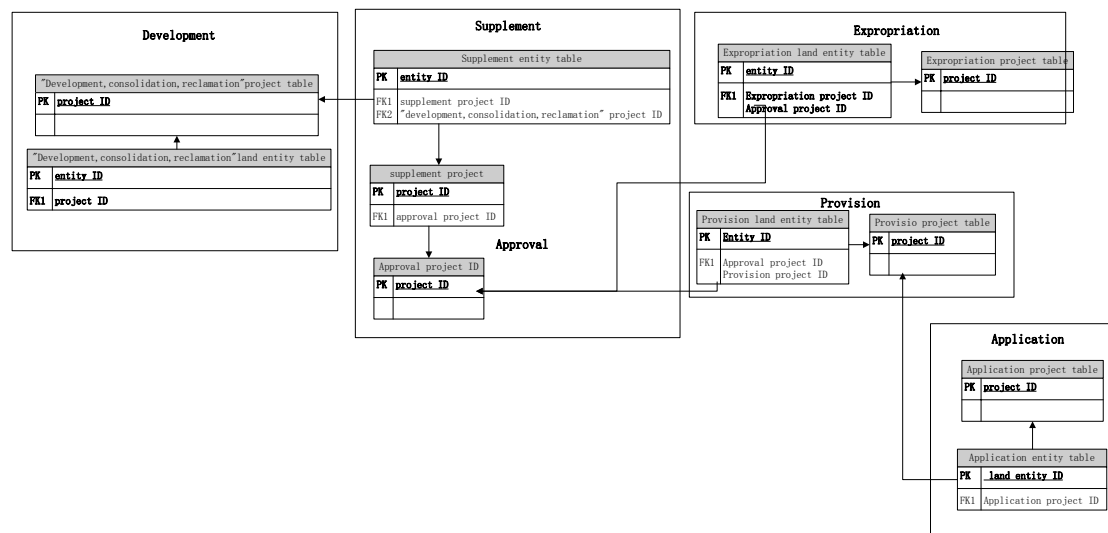 Development
"Development,consolidation,reclamation"project table
PK project ID
"Development,consolidation,reclamation"land entity table
PK entity ID
FK1 project ID
Supplement
Supplement entity table
PK entity ID
FK1 supplement project ID
FK2 "development,consolidation,reclamation" project ID
supplement project
PK project ID
FK1 approval project ID
Approval
Approval project ID
PK project ID
Expropriation
Expropriation land entity table
PK entity ID
FK1 Expropriation project ID
Approval project ID
Expropriation project table
PK project ID
Provision
Provision land entity table
PK Entity ID
FK1 Approval project ID
Provision project ID
Provisio project table
PK project ID
Application
Application project table
PK project ID
Application entity table
PK land entity ID
FK1 Application project ID